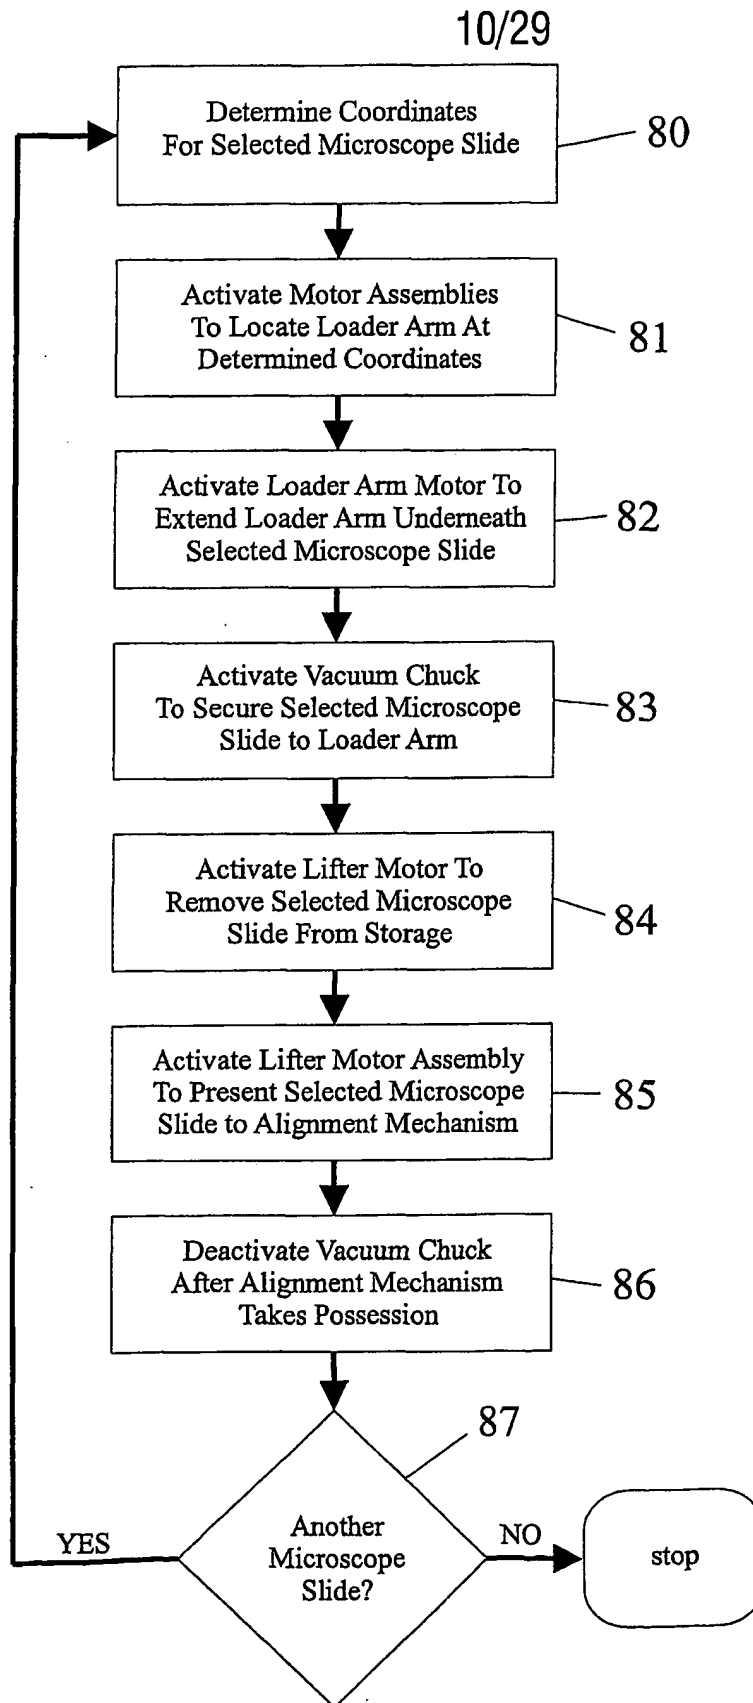 10/29
Determine Coordinates
For Selected Microscope Slide
80
Activate Motor Assemblies
To Locate Loader Arm At
Determined Coordinates
81
Activate Loader Arm Motor To
Extend Loader Arm Underneath
Selected Microscope Slide
82
Activate Vacuum Chuck
To Secure Selected Microscope
Slide to Loader Arm
83
Activate Lifter Motor To
Remove Selected Microscope
Slide From Storage
84
Activate Lifter Motor Assembly
To Present Selected Microscope
Slide to Alignment Mechanism
85
Deactivate Vacuum Chuck
After Alignment Mechanism
Takes Possession
86
87
Another
Microscope
Slide?
YES
NO
stop